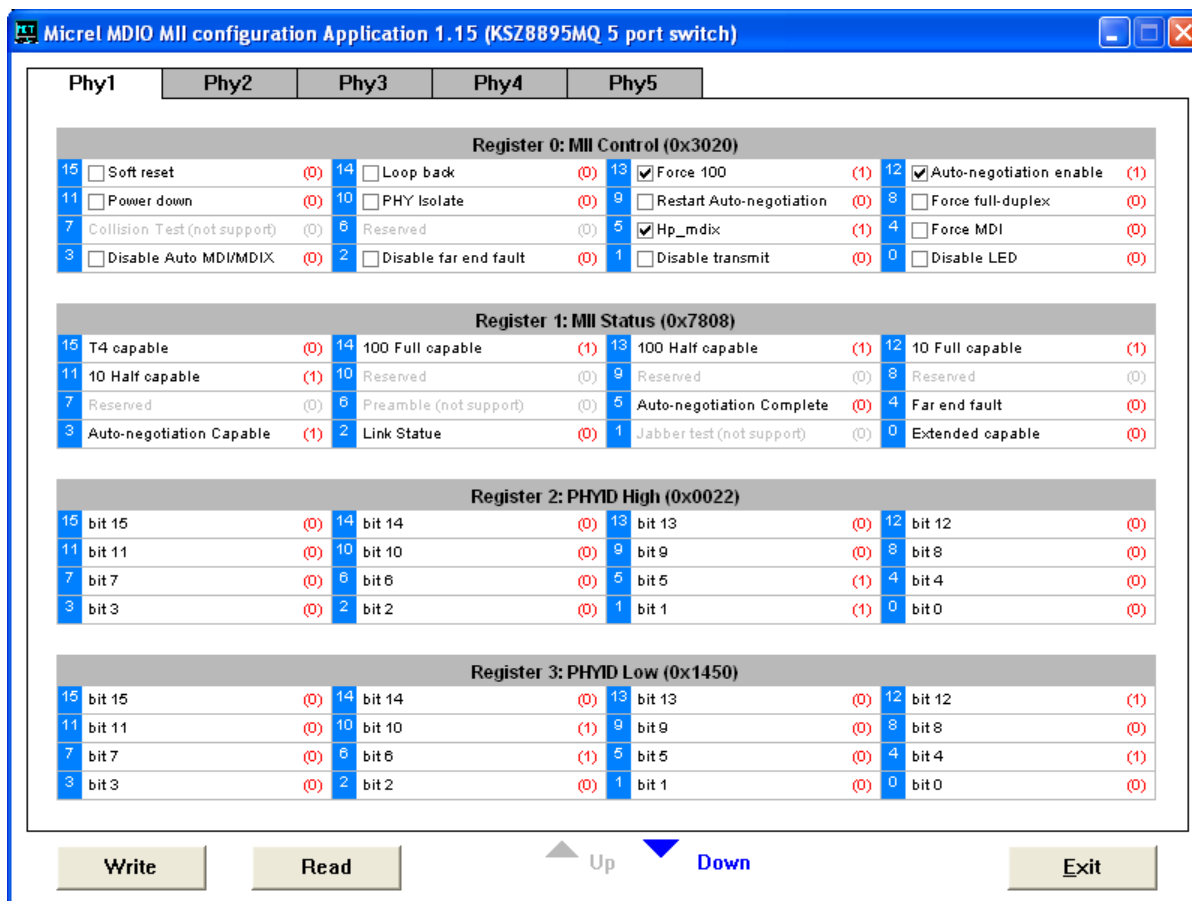 Micrel MDIO MII configuration Application 1.15 (KSZ8895MQ 5 port switch)
Phy1 Phy2 Phy3 Phy4 Phy5
Register 0: MII Control (0x3020)
15 Soft reset (0) 14 Loop back (0) 13 Force 100 (1) 12 Auto-negotiation enable (1)
11 Power down (0) 10 PHY Isolate (0) 9 Restart Auto-negotiation (0) 8 Force full-duplex (0)
7 Collision Test (not support) (0) 6 Reserved (0) 5 Hp_mdix (1) 4 Force MDI (0)
3 Disable Auto MDI/MDIX (0) 2 Disable far end fault (0) 1 Disable transmit (0) 0 Disable LED (0)
Register 1: MII Status (0x7808)
15 T4 capable (0) 14 100 Full capable (1) 13 100 Half capable (1) 12 10 Full capable (1)
11 10 Half capable (1) 10 Reserved (0) 9 Reserved (0) 8 Reserved (0)
7 Reserved (0) 6 Preamble (not support) (0) 5 Auto-negotiation Complete (0) 4 Far end fault (0)
3 Auto-negotiation Capable (1) 2 Link Statue (0) 1 Jabber test (not support) (0) 0 Extended capable (0)
Register 2: PHYID High (0x0022)
15 bit 15 (0) 14 bit 14 (0) 13 bit 13 (0) 12 bit 12 (0)
11 bit 11 (0) 10 bit 10 (0) 9 bit 9 (0) 8 bit 8 (0)
7 bit 7 (0) 6 bit 6 (0) 5 bit 5 (1) 4 bit 4 (0)
3 bit 3 (0) 2 bit 2 (0) 1 bit 1 (1) 0 bit 0 (0)
Register 3: PHYID Low (0x1450)
15 bit 15 (0) 14 bit 14 (0) 13 bit 13 (0) 12 bit 12 (1)
11 bit 11 (0) 10 bit 10 (1) 9 bit 9 (0) 8 bit 8 (0)
7 bit 7 (0) 6 bit 6 (1) 5 bit 5 (0) 4 bit 4 (1)
3 bit 3 (0) 2 bit 2 (0) 1 bit 1 (0) 0 bit 0 (0)
Write Read Up Down Exit